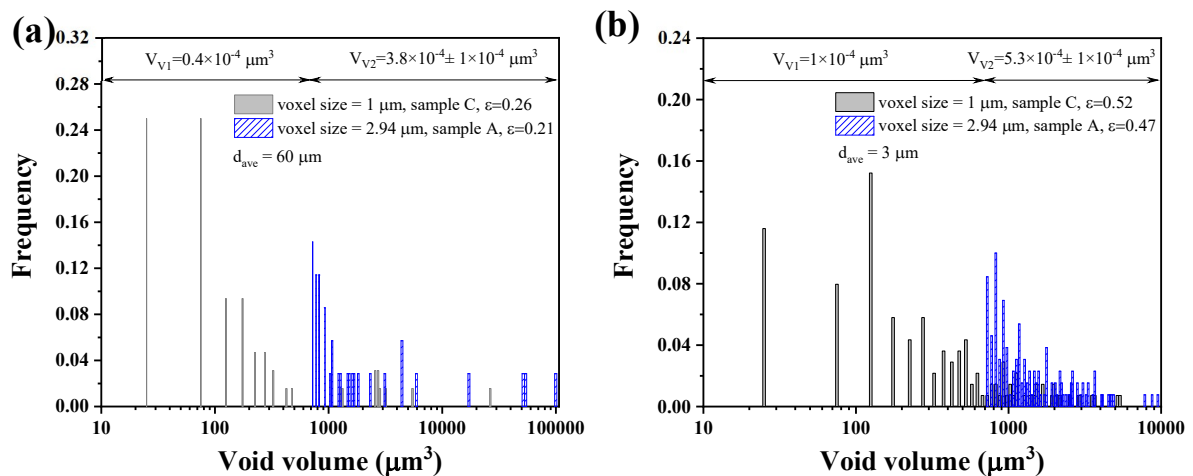 (a)
V_V1=0.4×10^-4 μm^3
V_V2=3.8×10^-4± 1×10^-4 μm^3
voxel size = 1 μm, sample C, ε=0.26
voxel size = 2.94 μm, sample A, ε=0.21
d_ave = 60 μm
Frequency
0.32
0.28
0.24
0.20
0.16
0.12
0.08
0.04
0.00
10
100
1000
10000
100000
Void volume (μm^3)
(b)
V_V1=1×10^-4 μm^3
V_V2=5.3×10^-4± 1×10^-4 μm^3
voxel size = 1 μm, sample C, ε=0.52
voxel size = 2.94 μm, sample A, ε=0.47
d_ave = 3 μm
Frequency
0.24
0.20
0.16
0.12
0.08
0.04
0.00
10
100
1000
10000
Void volume (μm^3)